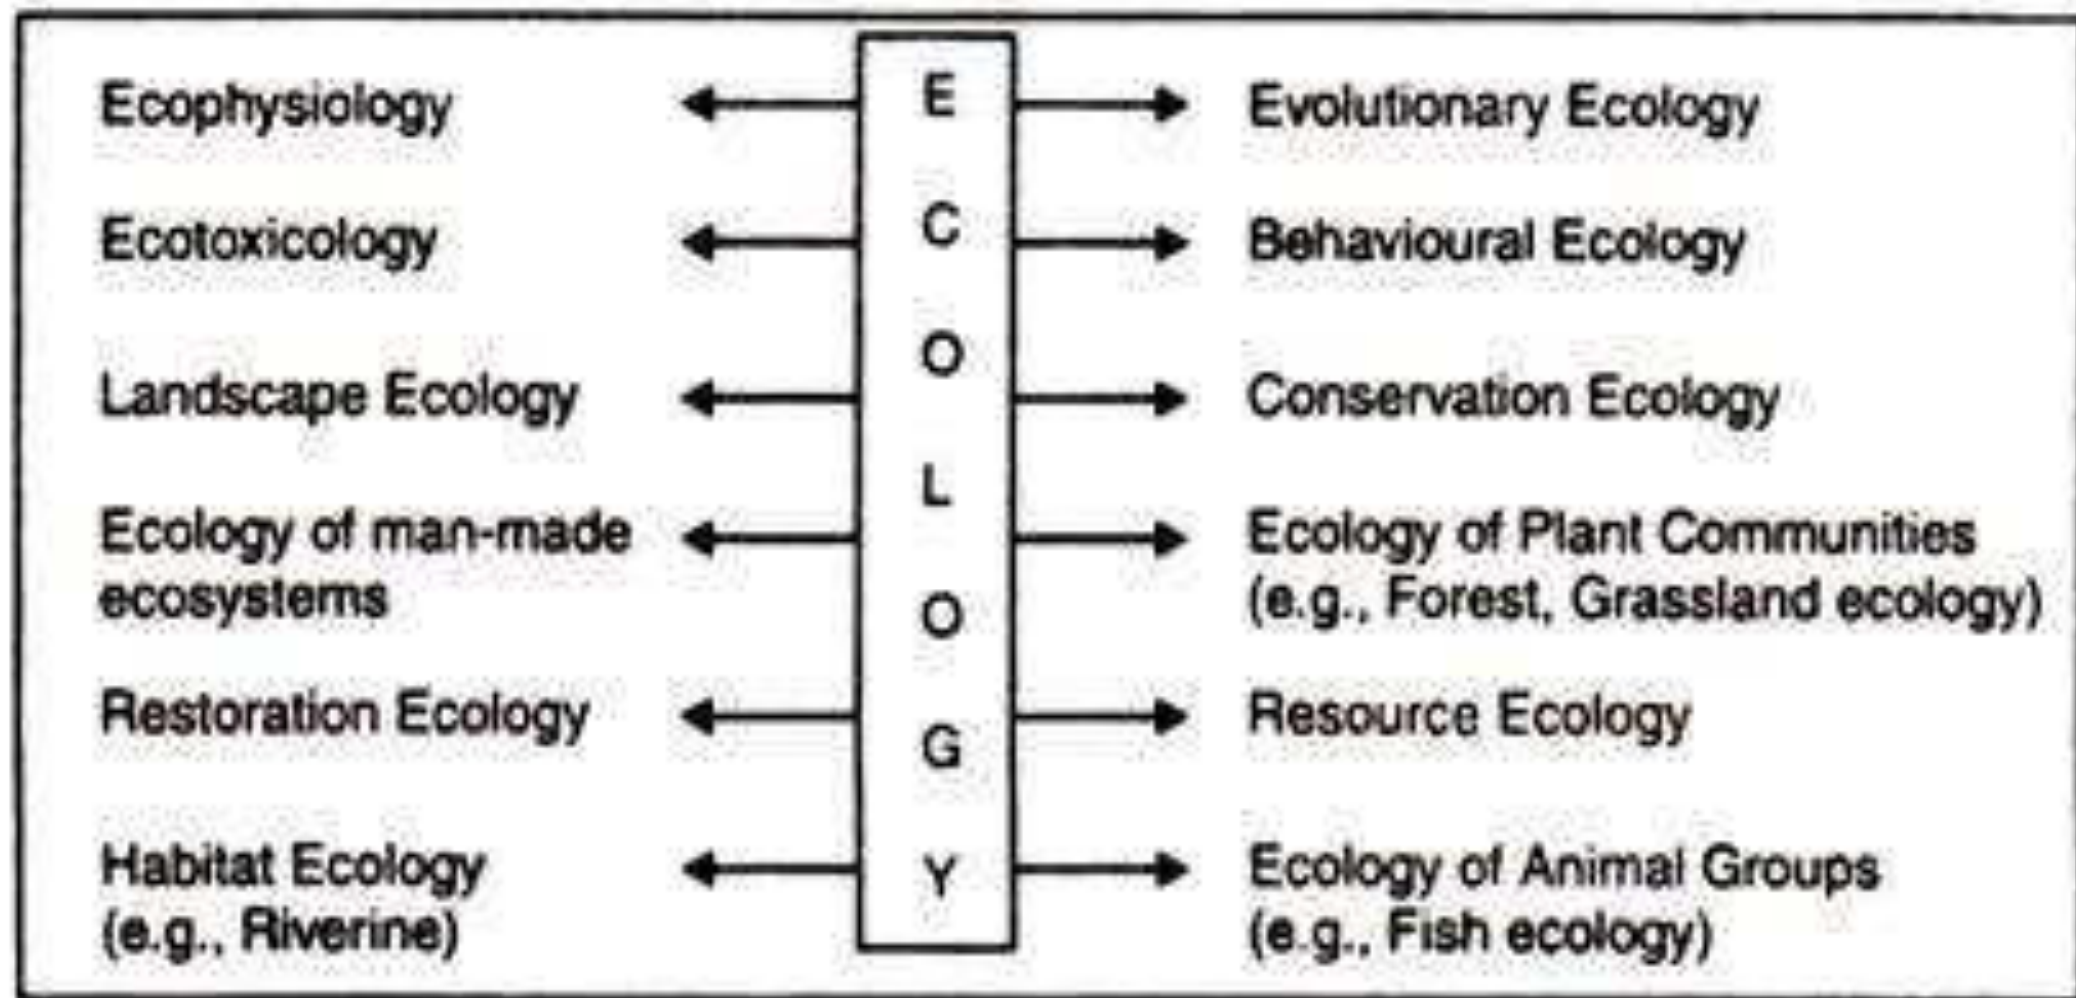 Ecophysiology
Ecotoxicology
Landscape Ecology
Ecology of man-made
ecosystems
Restoration Ecology
Habitat Ecology
(e.g., Riverine)
E
C
O
L
O
G
Y
Evolutionary Ecology
Behavioural Ecology
Conservation Ecology
Ecology of Plant Communities
(e.g., Forest, Grassland ecology)
Resource Ecology
Ecology of Animal Groups
(e.g., Fish ecology)